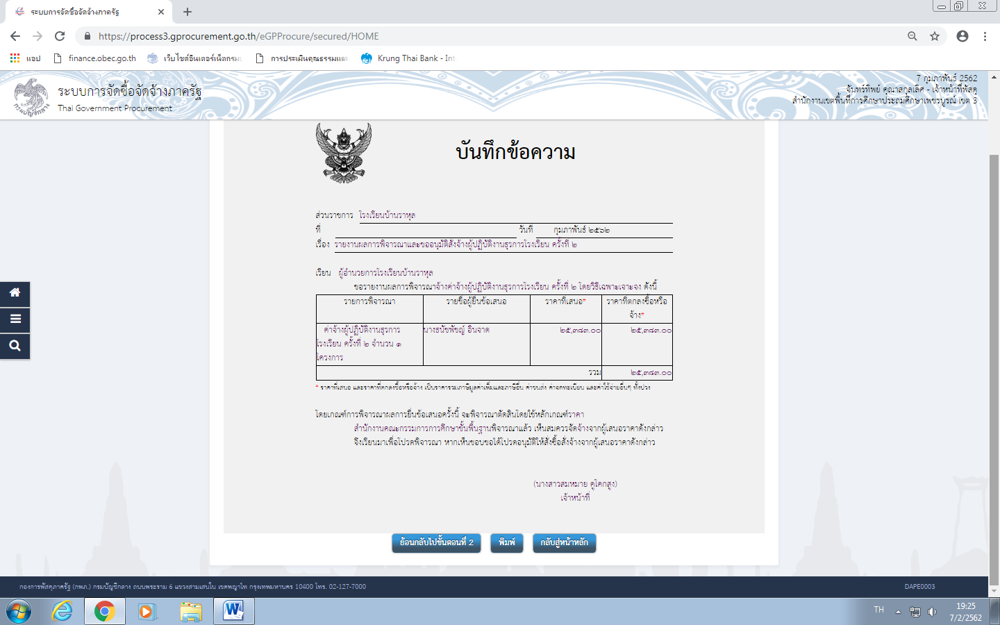 ระบบการจัดซื้อจัดจ้างภาครัฐ
https://process3.gprocurement.go.th/eGPProcure/secured/HOME
แอป finance.obec.go.th เว็บไซต์อินเตอร์เน็ตกรม การประเมินคุณธรรมและ Krung Thai Bank - Int
ระบบการจัดซื้อจัดจ้างภาครัฐ
Thai Government Procurement
7 กุมภาพันธ์ 2562
จันทร์ทิพย์ คุณาสกุลเลิศ - เจ้าหน้าที่พัสดุ
สำนักงานเขตพื้นที่การศึกษาประถมศึกษาเพชรบูรณ์ เขต 3
กรมบัญชีกลาง
บันทึกข้อความ
ส่วนราชการ โรงเรียนบ้านราหุล
ที่ วันที่ กุมภาพันธ์ ๒๕๖๒
เรื่อง รายงานผลการพิจารณาและขออนุมัติสั่งจ้างผู้ปฏิบัติงานธุรการโรงเรียน ครั้งที่ ๒
เรียน ผู้อำนวยการโรงเรียนบ้านราหุล
ขอรายงานผลการพิจารณาจ้างค่าจ้างผู้ปฏิบัติงานธุรการโรงเรียน ครั้งที่ ๒ โดยวิธีเฉพาะเจาะจง ดังนี้
รายการพิจารณา รายชื่อผู้ยื่นข้อเสนอ ราคาที่เสนอ* ราคาที่ตกลงซื้อหรือ
จ้าง*
ค่าจ้างผู้ปฏิบัติงานธุรการ นางธนัชพัชญ์ อินจาด ๒๕,๓๘๓.๐๐ ๒๕,๓๘๓.๐๐
โรงเรียน ครั้งที่ ๒ จำนวน ๑
โครงการ
รวม ๒๕,๓๘๓.๐๐
* ราคาที่เสนอ และราคาที่ตกลงซื้อหรือจ้าง เป็นราคารวมภาษีมูลค่าเพิ่มและภาษีอื่น ค่าขนส่ง ค่าจดทะเบียน และค่าใช้จ่ายอื่นๆ ทั้งปวง
โดยเกณฑ์การพิจารณาผลการยื่นข้อเสนอครั้งนี้ จะพิจารณาตัดสินโดยใช้หลักเกณฑ์ราคา
สำนักงานคณะกรรมการการศึกษาขั้นพื้นฐานพิจารณาแล้ว เห็นสมควรจัดจ้างจากผู้เสนอราคาดังกล่าว
จึงเรียนมาเพื่อโปรดพิจารณา หากเห็นชอบขอได้โปรดอนุมัติให้สั่งซื้อสั่งจ้างจากผู้เสนอราคาดังกล่าว
(นางสาวสมหมาย คูโคกสูง)
เจ้าหน้าที่
ย้อนกลับไปขั้นตอนที่ 2 พิมพ์ กลับสู่หน้าหลัก
กองการพัสดุภาครัฐ (กพภ.) กรมบัญชีกลาง ถนนพระราม 6 แขวงสามเสนใน เขตพญาไท กรุงเทพมหานคร 10400 โทร. 02-127-7000 DAPE0003
TH 19:25
7/2/2562